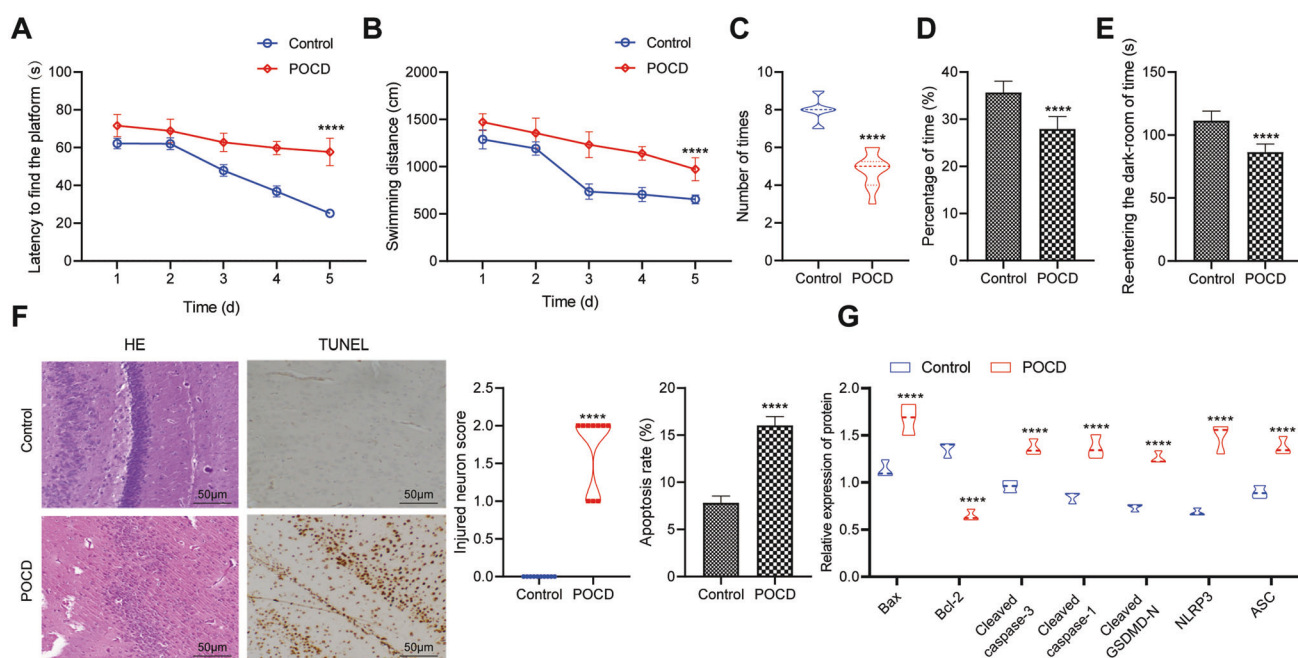 A
Control
POCD
Latency to find the platform (s)
100
80
60
40
20
0
****
1 2 3 4 5
Time (d)
B
Control
POCD
Swimming distance (cm)
2000
1500
1000
500
0
****
1 2 3 4 5
Time (d)
C
Number of times
10
8
6
4
2
0
****
Control POCD
D
Percentage of time (%)
40
30
20
10
0
****
Control POCD
E
Re-entering the dark-room of time (s)
150
100
50
0
****
Control POCD
F
HE TUNEL
Control
50μm 50μm
POCD
50μm 50μm
Injured neuron score
2.5
2.0
1.5
1.0
0.5
0.0
****
Control POCD
Apoptosis rate (%)
20
15
10
5
0
****
Control POCD
G
Control POCD
Relative expression of protein
2.0
1.5
1.0
0.5
0.0
**** **** **** **** **** **** ****
Bax
Bcl-2
Cleaved
caspase-3
Cleaved
caspase-1
Cleaved
GSDMD-N
NLRP3
ASC